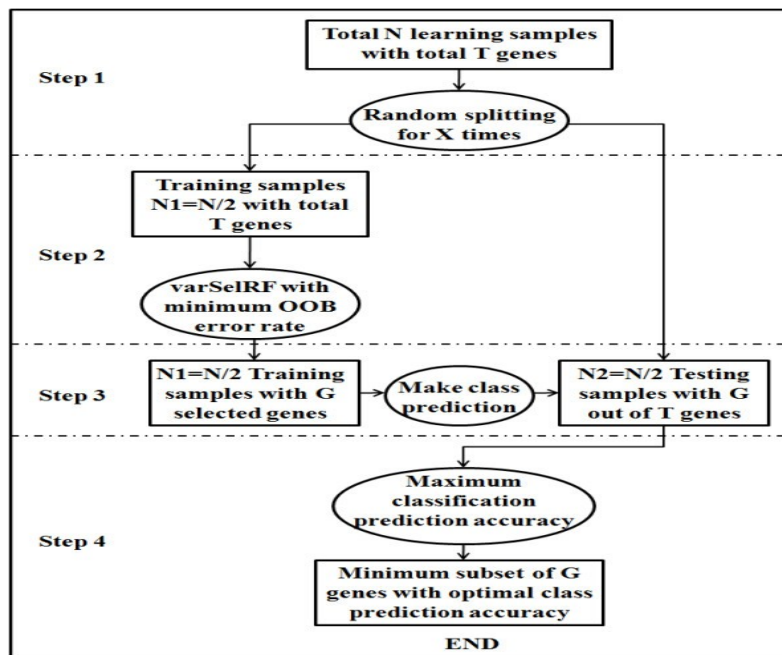 Total N learning samples
with total T genes
Step 1
Random splitting
for X times
Training samples
N1=N/2 with total
T genes
Step 2
varSelRF with
minimum OOB
error rate
Step 3
N1=N/2 Training
samples with G
selected genes
Make class
prediction
N2=N/2 Testing
samples with G
out of T genes
Maximum
classification
prediction accuracy
Step 4
Minimum subset of G
genes with optimal class
prediction accuracy
END